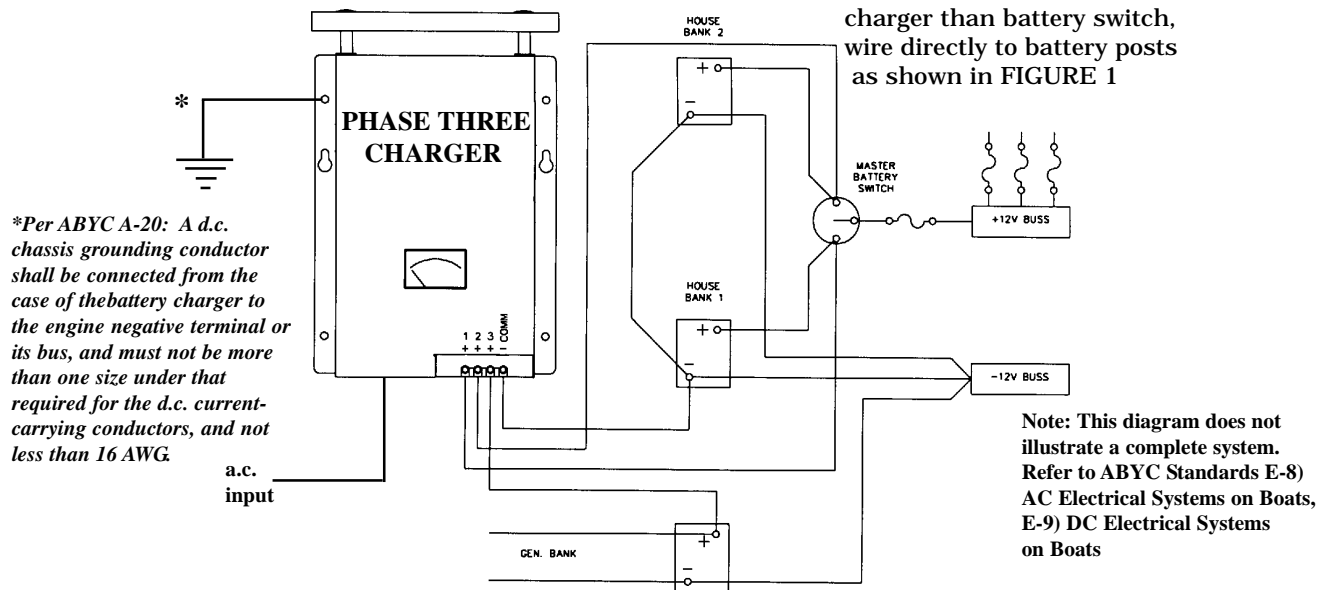 charger than battery switch,
wire directly to battery posts
as shown in FIGURE 1
HOUSE
BANK 2
+
−
*
PHASE THREE
CHARGER
MASTER
BATTERY
SWITCH
+12V BUSS
*Per ABYC A-20: A d.c.
chassis grounding conductor
shall be connected from the
case of thebattery charger to
the engine negative terminal or
its bus, and must not be more
than one size under that
required for the d.c. current-
carrying conductors, and not
less than 16 AWG.
HOUSE
BANK 1
+
−
1 2 3 COMM
+ + + −
−12V BUSS
a.c.
input
Note: This diagram does not
illustrate a complete system.
Refer to ABYC Standards E-8)
AC Electrical Systems on Boats,
E-9) DC Electrical Systems
on Boats
GEN. BANK
+
−